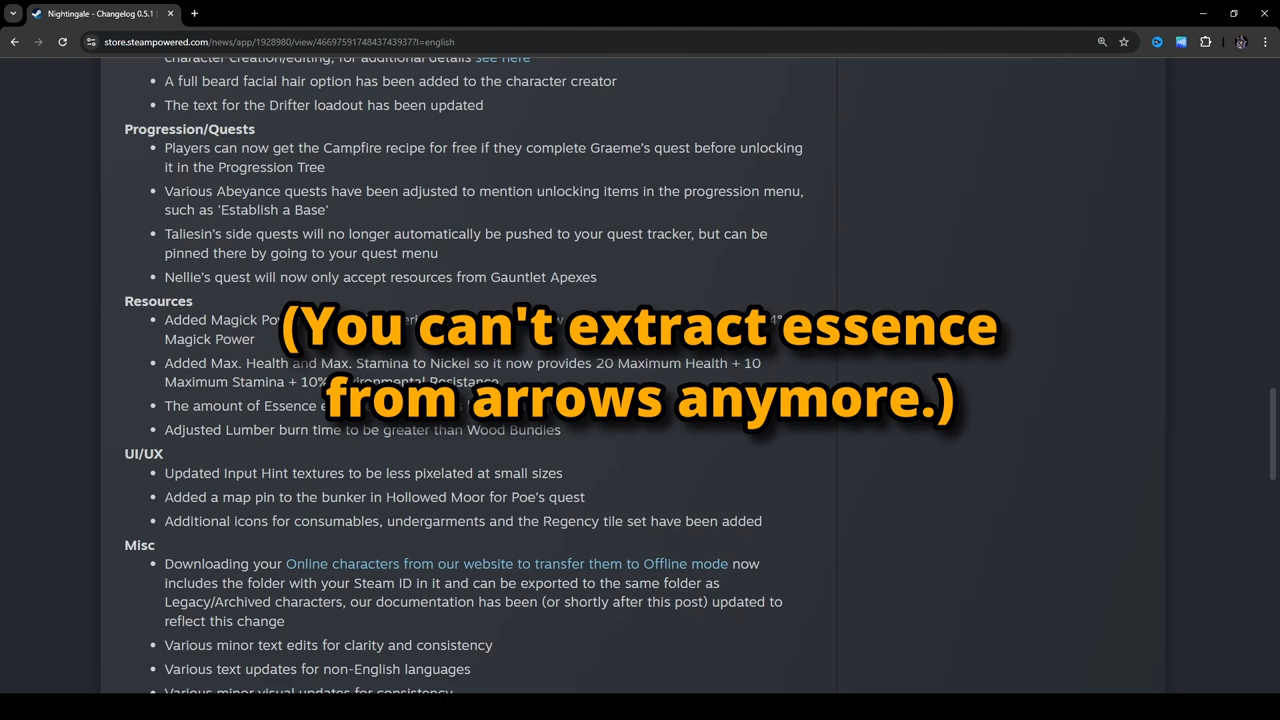 Nightingale - Changelog 0.5.1
store.steampowered.com/news/app/1928980/view/4669759174843743937?l=english
character creation/editing, for additional details see here
A full beard facial hair option has been added to the character creator
The text for the Drifter loadout has been updated
Progression/Quests
Players can now get the Campfire recipe for free if they complete Graeme's quest before unlocking
it in the Progression Tree
Various Abeyance quests have been adjusted to mention unlocking items in the progression menu,
such as 'Establish a Base'
Taliesin's side quests will no longer automatically be pushed to your quest tracker, but can be
pinned there by going to your quest menu
Nellie's quest will now only accept resources from Gauntlet Apexes
Resources
Added Magick
Magick Power
(You can't extract essence
from arrows anymore.)
Added Max. Health and Max. Stamina to Nickel so it now provides 20 Maximum Health + 10
Maximum Stamina + 10% Environmental Resistance
The amount of Essence
Adjusted Lumber burn time to be greater than Wood Bundles
UI/UX
Updated Input Hint textures to be less pixelated at small sizes
Added a map pin to the bunker in Hollowed Moor for Poe's quest
Additional icons for consumables, undergarments and the Regency tile set have been added
Misc
Downloading your Online characters from our website to transfer them to Offline mode now
includes the folder with your Steam ID in it and can be exported to the same folder as
Legacy/Archived characters, our documentation has been (or shortly after this post) updated to
reflect this change
Various minor text edits for clarity and consistency
Various text updates for non-English languages
Various minor visual updates for consistency